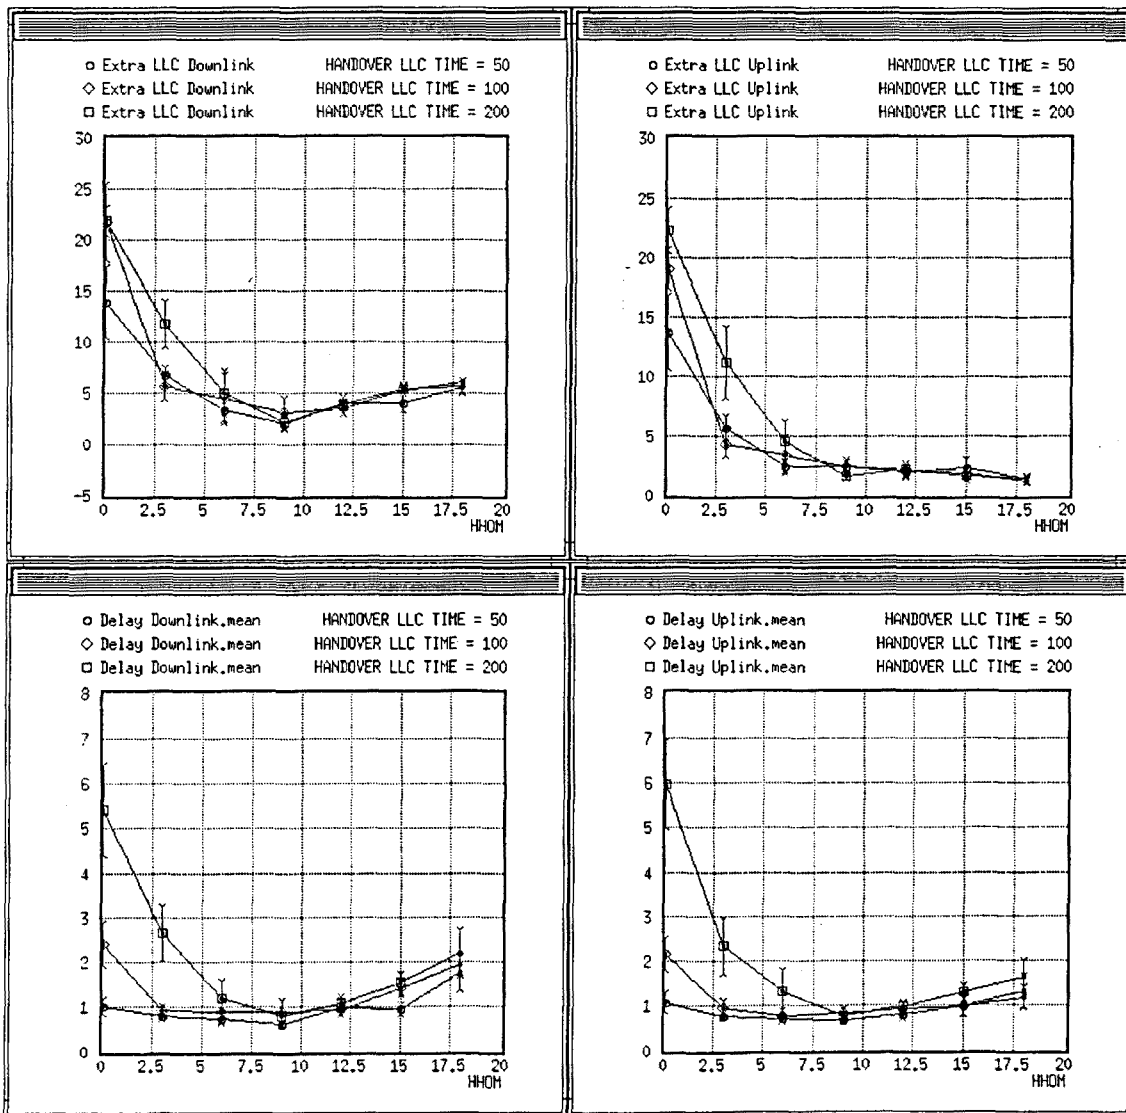 Extra LLC Downlink HANDOVER LLC TIME = 50
Extra LLC Downlink HANDOVER LLC TIME = 100
Extra LLC Downlink HANDOVER LLC TIME = 200
30
25
20
15
10
5
0
-5
0 2.5 5 7.5 10 12.5 15 17.5 20
HHOM
Extra LLC Uplink HANDOVER LLC TIME = 50
Extra LLC Uplink HANDOVER LLC TIME = 100
Extra LLC Uplink HANDOVER LLC TIME = 200
30
25
20
15
10
5
0
0 2.5 5 7.5 10 12.5 15 17.5 20
HHOM
Delay Downlink.mean HANDOVER LLC TIME = 50
Delay Downlink.mean HANDOVER LLC TIME = 100
Delay Downlink.mean HANDOVER LLC TIME = 200
8
7
6
5
4
3
2
1
0
0 2.5 5 7.5 10 12.5 15 17.5 20
HHOM
Delay Uplink.mean HANDOVER LLC TIME = 50
Delay Uplink.mean HANDOVER LLC TIME = 100
Delay Uplink.mean HANDOVER LLC TIME = 200
8
7
6
5
4
3
2
1
0
0 2.5 5 7.5 10 12.5 15 17.5 20
HHOM